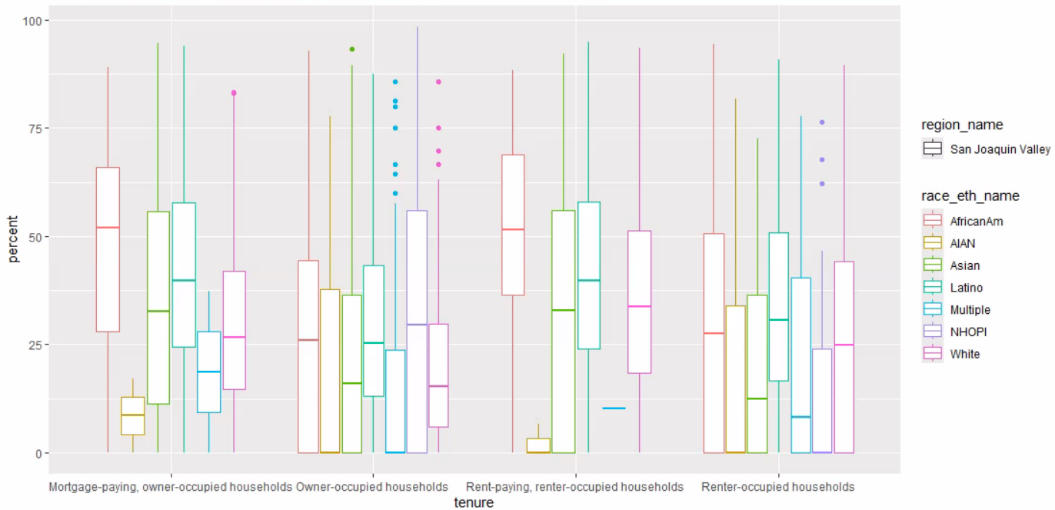 100
75
50
25
0
percent
Mortgage-paying, owner-occupied households
Owner-occupied households
Rent-paying, renter-occupied households
Renter-occupied households
tenure
region_name
San Joaquin Valley
race_eth_name
AfricanAm
AIAN
Asian
Latino
Multiple
NHOPI
White